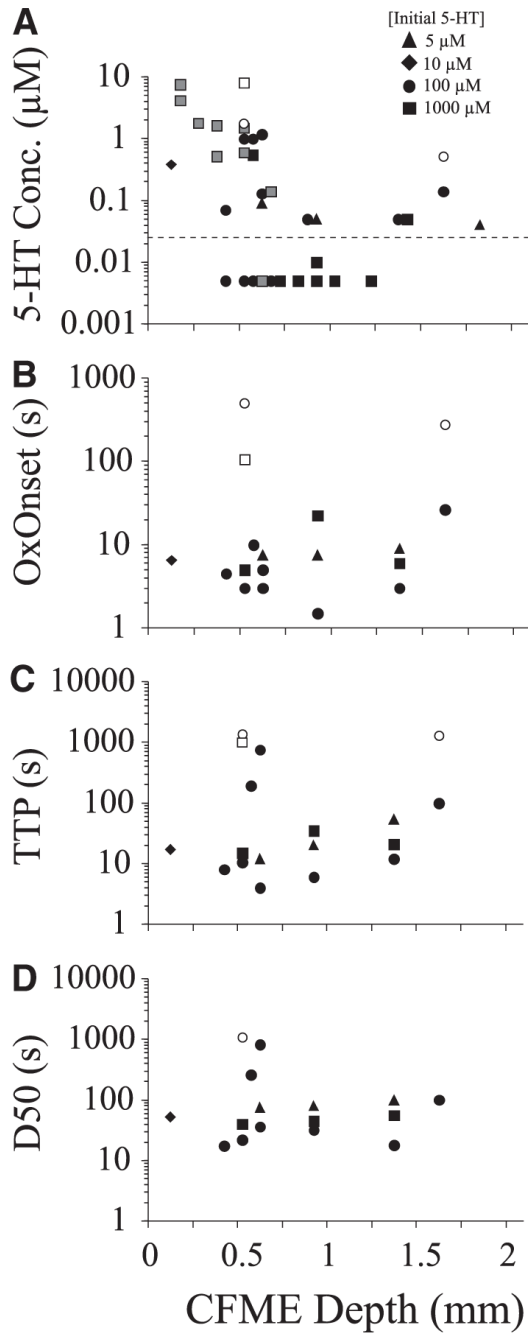 A
[Initial 5-HT]
5 µM
10 µM
100 µM
1000 µM
5-HT Conc. (µM)
10
1
0.1
0.01
0.001
B
OxOnset (s)
1000
100
10
1
C
TTP (s)
10000
1000
100
10
1
D
D50 (s)
10000
1000
100
10
1
0 0.5 1 1.5 2
CFME Depth (mm)